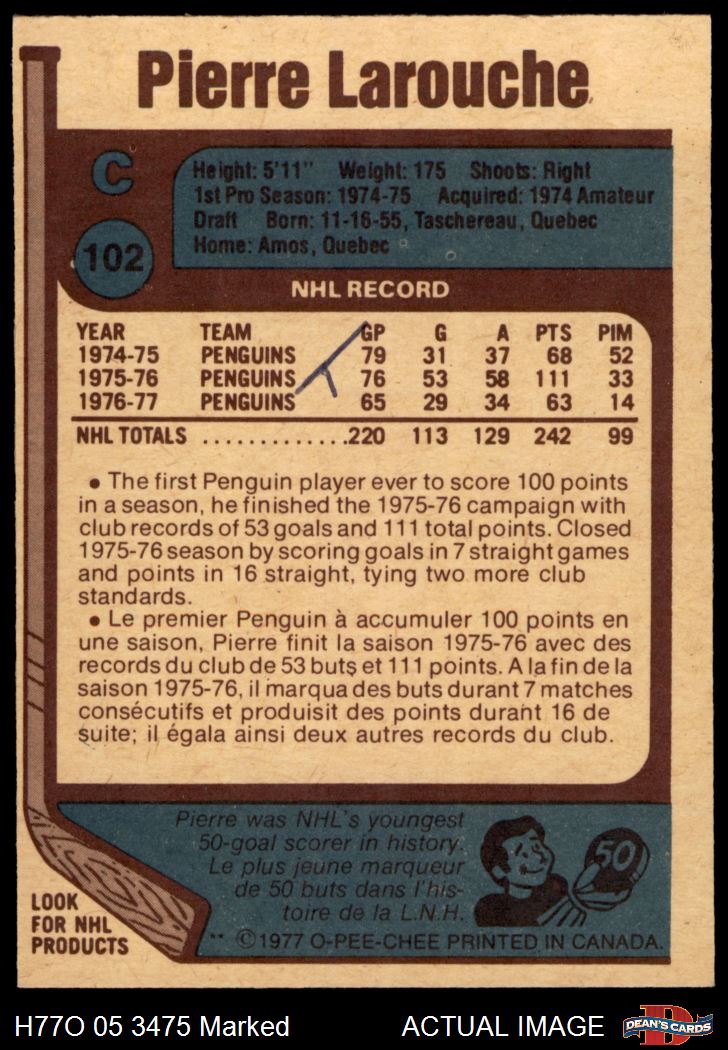 Pierre Larouche
C
102
Height: 5'11" Weight: 175 Shoots: Right
1st Pro Season: 1974-75 Acquired: 1974 Amateur
Draft Born: 11-16-55, Taschereau, Quebec
Home: Amos, Quebec
NHL RECORD
YEAR TEAM GP G A PTS PIM
1974-75 PENGUINS 79 31 37 68 52
1975-76 PENGUINS 76 53 58 111 33
1976-77 PENGUINS 65 29 34 63 14
NHL TOTALS .............220 113 129 242 99
• The first Penguin player ever to score 100 points
in a season, he finished the 1975-76 campaign with
club records of 53 goals and 111 total points. Closed
1975-76 season by scoring goals in 7 straight games
and points in 16 straight, tying two more club
standards.
• Le premier Penguin à accumuler 100 points en
une saison, Pierre finit la saison 1975-76 avec des
records du club de 53 buts et 111 points. A la fin de la
saison 1975-76, il marqua des buts durant 7 matches
consécutifs et produisit des points durant 16 de
suite; il égala ainsi deux autres records du club.
Pierre was NHL's youngest
50-goal scorer in history.
Le plus jeune marqueur
de 50 buts dans l'his-
toire de la L.N.H.
50
LOOK
FOR NHL
PRODUCTS
** ©1977 O-PEE-CHEE PRINTED IN CANADA.
H77O 05 3475 Marked ACTUAL IMAGE
D
DEAN'S CARDS